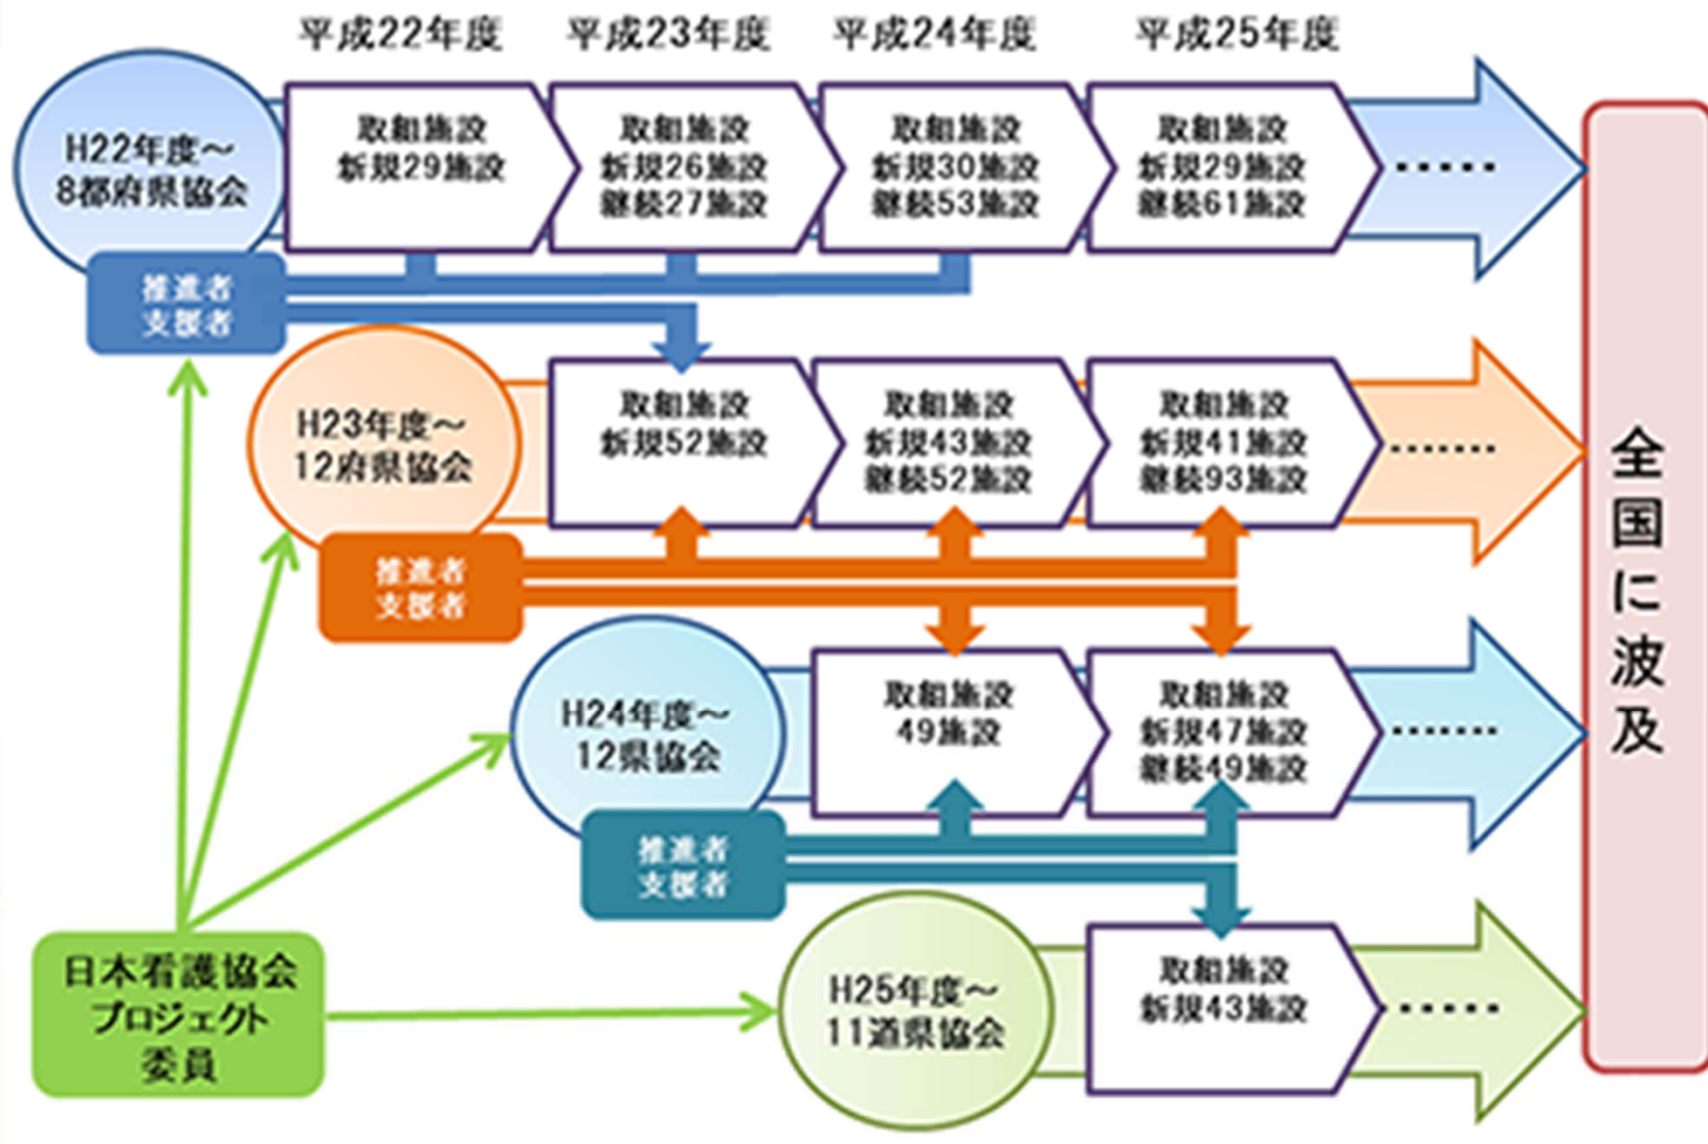 平成22年度
平成23年度
平成24年度
平成25年度
H22年度～
8都府県協会
取組施設
新規29施設
取組施設
新規26施設
継続27施設
取組施設
新規30施設
継続53施設
取組施設
新規29施設
継続61施設
推進者
支援者
H23年度～
12府県協会
取組施設
新規52施設
取組施設
新規43施設
継続52施設
取組施設
新規41施設
継続93施設
推進者
支援者
H24年度～
12県協会
取組施設
49施設
取組施設
新規47施設
継続49施設
推進者
支援者
H25年度～
11道県協会
取組施設
新規43施設
日本看護協会
プロジェクト
委員
全国に波及